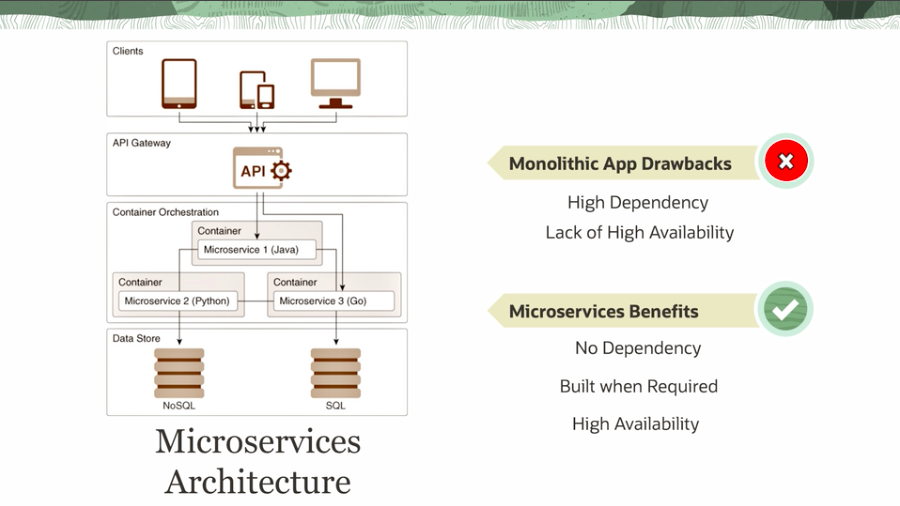 Clients
API Gateway
API
Container Orchestration
Container
Microservice 1 (Java)
Container
Microservice 2 (Python)
Container
Microservice 3 (Go)
Data Store
NoSQL
SQL
Microservices
Architecture
Monolithic App Drawbacks
High Dependency
Lack of High Availability
Microservices Benefits
No Dependency
Built when Required
High Availability